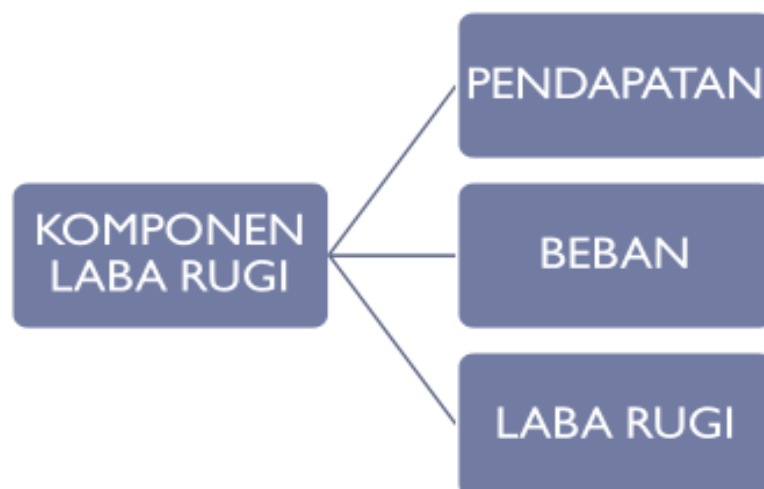 KOMPONEN
LABA RUGI
PENDAPATAN
BEBAN
LABA RUGI